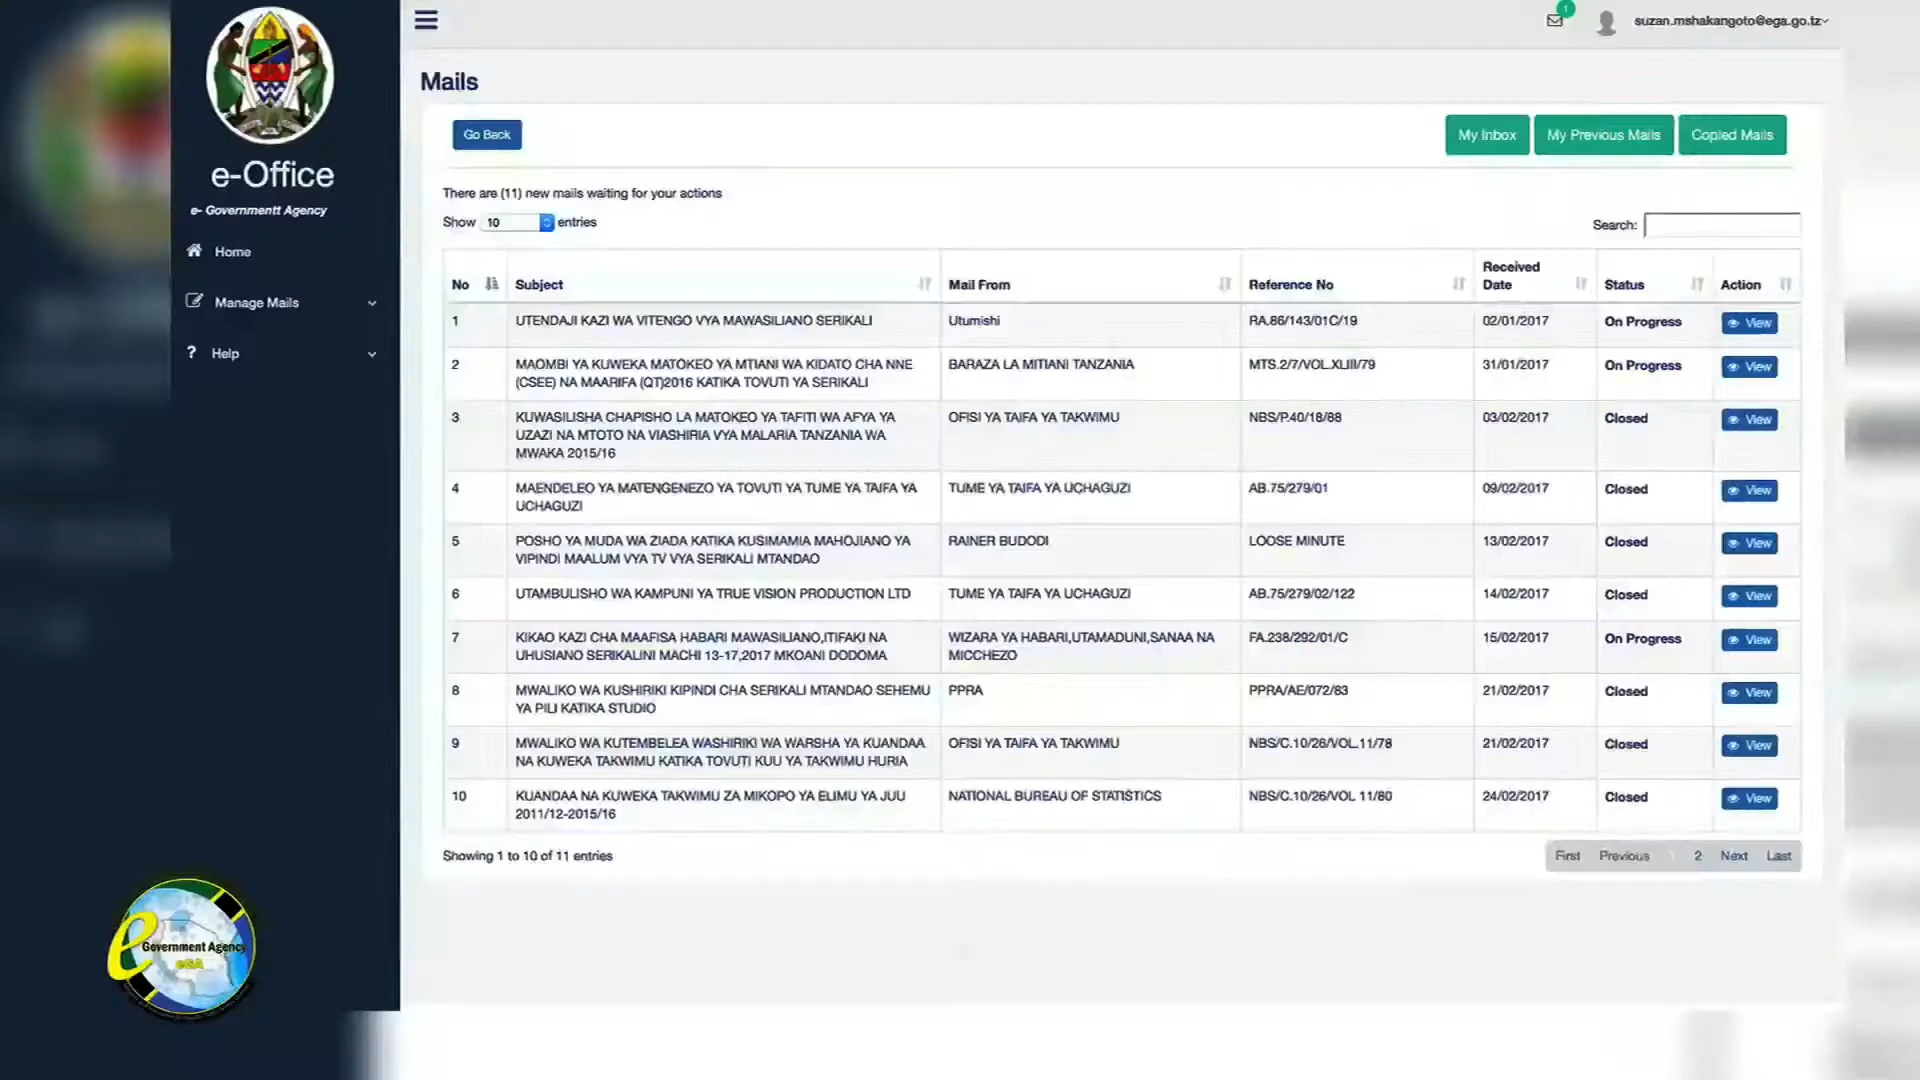 1
suzan.mshakangoto@ega.go.tz
Mails
Go Back
My Inbox
My Previous Mails
Copied Mails
e-Office
e- Governmentt Agency
Home
Manage Mails
? Help
There are (11) new mails waiting for your actions
Show 10 entries
Search:
No Subject Mail From Reference No Received Date Status Action
1 UTENDAJI KAZI WA VITENGO VYA MAWASILIANO SERIKALI Utumishi RA.86/143/01C/19 02/01/2017 On Progress View
2 MAOMBI YA KUWEKA MATOKEO YA MTIANI WA KIDATO CHA NNE BARAZA LA MITIANI TANZANIA MTS.2/7/VOL.XLIII/79 31/01/2017 On Progress View
(CSEE) NA MAARIFA (QT)2016 KATIKA TOVUTI YA SERIKALI
3 KUWASILISHA CHAPISHO LA MATOKEO YA TAFITI WA AFYA YA OFISI YA TAIFA YA TAKWIMU NBS/P.40/18/88 03/02/2017 Closed View
UZAZI NA MTOTO NA VIASHIRIA VYA MALARIA TANZANIA WA
MWAKA 2015/16
4 MAENDELEO YA MATENGENEZO YA TOVUTI YA TUME YA TAIFA YA TUME YA TAIFA YA UCHAGUZI AB.75/279/01 09/02/2017 Closed View
UCHAGUZI
5 POSHO YA MUDA WA ZIADA KATIKA KUSIMAMIA MAHOJIANO YA RAINER BUDODI LOOSE MINUTE 13/02/2017 Closed View
VIPINDI MAALUM VYA TV VYA SERIKALI MTANDAO
6 UTAMBULISHO WA KAMPUNI YA TRUE VISION PRODUCTION LTD TUME YA TAIFA YA UCHAGUZI AB.75/279/02/122 14/02/2017 Closed View
7 KIKAO KAZI CHA MAAFISA HABARI MAWASILIANO,ITIFAKI NA WIZARA YA HABARI,UTAMADUNI,SANAA NA FA.238/292/01/C 15/02/2017 On Progress View
UHUSIANO SERIKALINI MACHI 13-17,2017 MKOANI DODOMA MICCHEZO
8 MWALIKO WA KUSHIRIKI KIPINDI CHA SERIKALI MTANDAO SEHEMU PPRA PPRA/AE/072/83 21/02/2017 Closed View
YA PILI KATIKA STUDIO
9 MWALIKO WA KUTEMBELEA WASHIRIKI WA WARSHA YA KUANDAA OFISI YA TAIFA YA TAKWIMU NBS/C.10/26/VOL.11/78 21/02/2017 Closed View
NA KUWEKA TAKWIMU KATIKA TOVUTI KUU YA TAKWIMU HURIA
10 KUANDAA NA KUWEKA TAKWIMU ZA MIKOPO YA ELIMU YA JUU NATIONAL BUREAU OF STATISTICS NBS/C.10/26/VOL 11/80 24/02/2017 Closed View
2011/12-2015/16
Showing 1 to 10 of 11 entries
First Previous 1 2 Next Last
e Government Agency
eGA